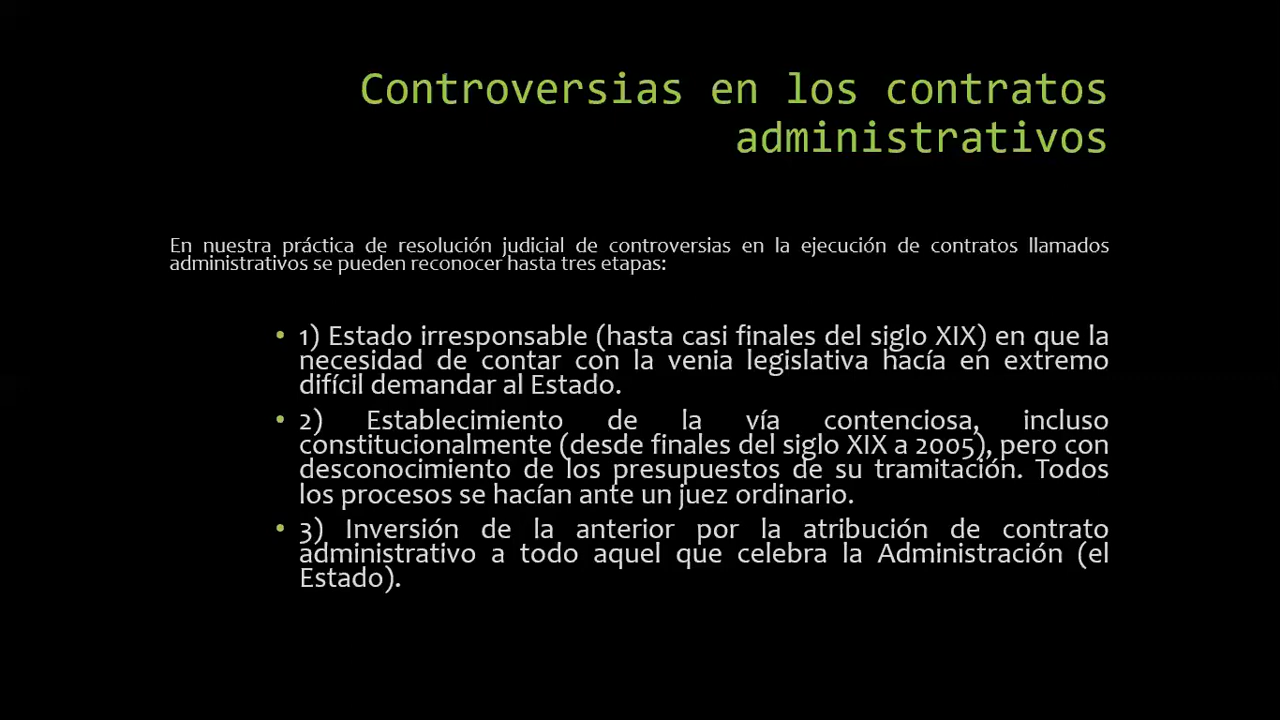 Controversias en los contratos
administrativos
En nuestra práctica de resolución judicial de controversias en la ejecución de contratos llamados
administrativos se pueden reconocer hasta tres etapas:
• 1) Estado irresponsable (hasta casi finales del siglo XIX) en que la
necesidad de contar con la venia legislativa hacía en extremo
difícil demandar al Estado.
• 2) Establecimiento de la vía contenciosa, incluso
constitucionalmente (desde finales del siglo XIX a 2005), pero con
desconocimiento de los presupuestos de su tramitación. Todos
los procesos se hacían ante un juez ordinario.
• 3) Inversión de la anterior por la atribución de contrato
administrativo a todo aquel que celebra la Administración (el
Estado).